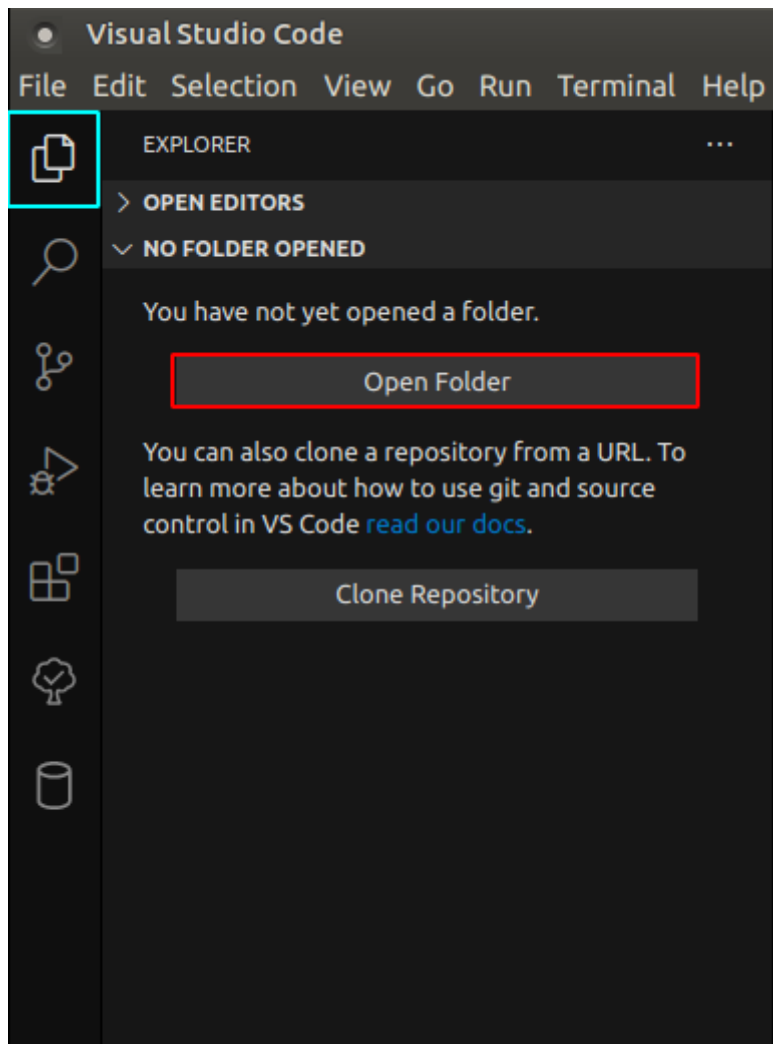 Visual Studio Code
File Edit Selection View Go Run Terminal Help
EXPLORER
OPEN EDITORS
NO FOLDER OPENED
You have not yet opened a folder.
Open Folder
You can also clone a repository from a URL. To
learn more about how to use git and source
control in VS Code read our docs.
Clone Repository